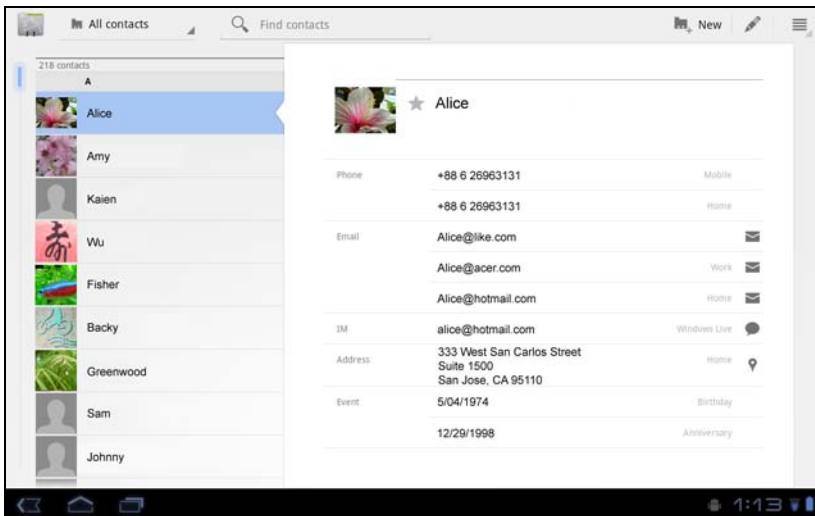 All contacts
Find contacts
New
218 contacts
A
Alice
Amy
Kaien
Wu
壽
Fisher
Backy
Greenwood
Sam
Johnny
Alice
Phone
+88 6 26963131
Mobile
+88 6 26963131
Home
Email
Alice@like.com
Alice@acer.com
Work
Alice@hotmail.com
Home
IM
alice@hotmail.com
Windows Live
Address
333 West San Carlos Street
Suite 1500
San Jose, CA 95110
Home
Event
5/04/1974
Birthday
12/29/1998
Anniversary
1:13